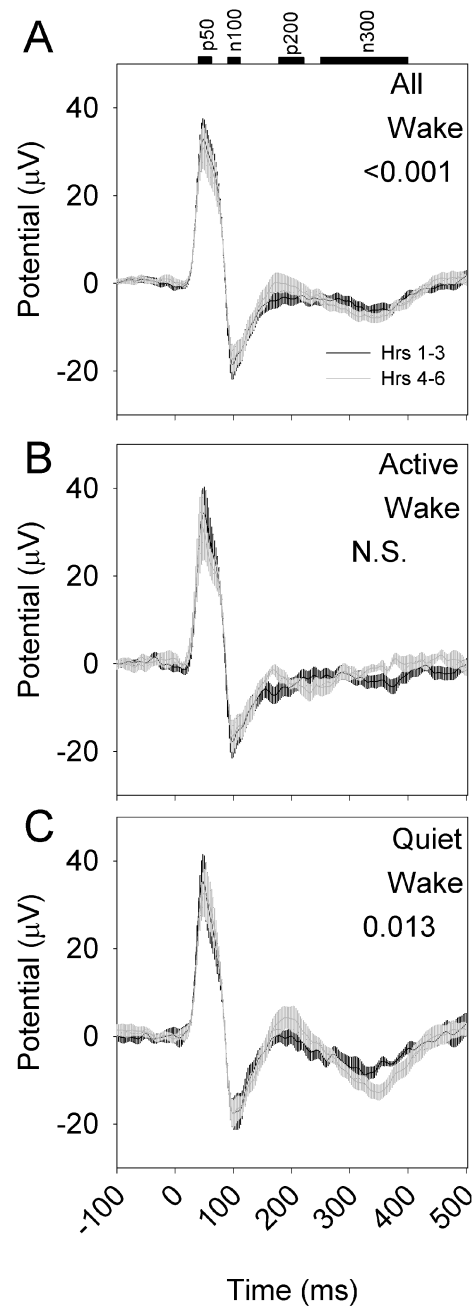 A
p50
n100
p200
n300
All
Wake
<0.001
Potential (μV)
40
20
0
-20
Hrs 1-3
Hrs 4-6
B
Active
Wake
N.S.
Potential (μV)
40
20
0
-20
C
Quiet
Wake
0.013
Potential (μV)
40
20
0
-20
-100
0
100
200
300
400
500
Time (ms)